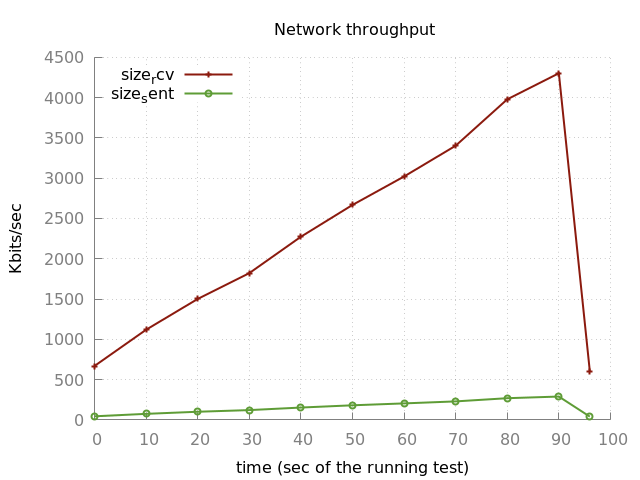 Network throughput
size_rcv
size_sent
Kbits/sec
4500
4000
3500
3000
2500
2000
1500
1000
500
0
0 10 20 30 40 50 60 70 80 90 100
time (sec of the running test)